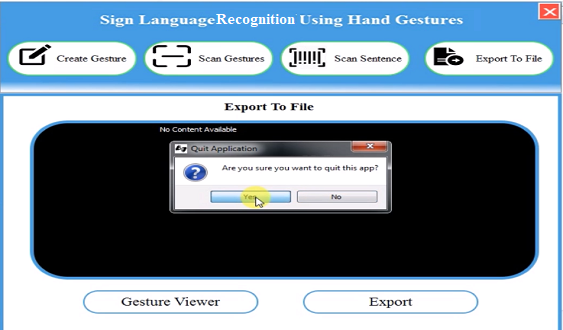 Sign LanguageRecognition Using Hand Gestures
Create Gesture
Scan Gestures
Scan Sentence
Export To File
Export To File
No Content Available
Quit Application
Are you sure you want to quit this app?
Yes
No
Gesture Viewer
Export